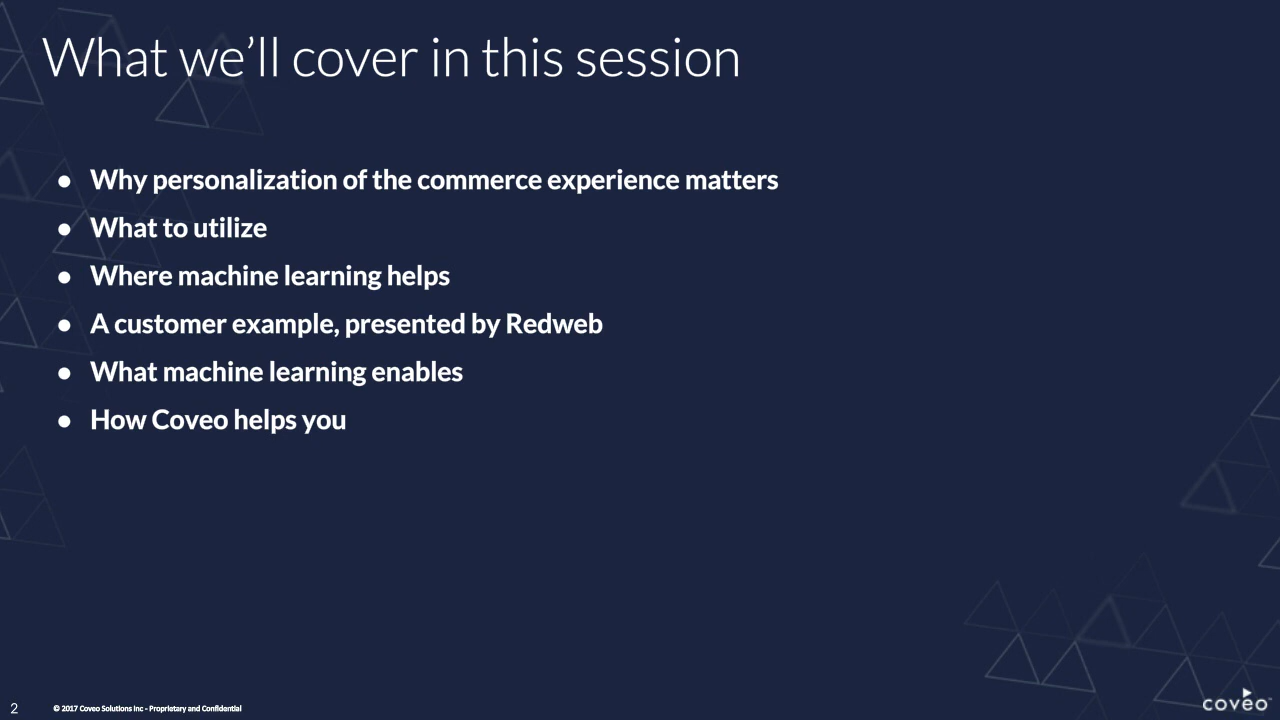 What we’ll cover in this session
● Why personalization of the commerce experience matters
● What to utilize
● Where machine learning helps
● A customer example, presented by Redweb
● What machine learning enables
● How Coveo helps you
2 © 2017 Coveo Solutions Inc - Proprietary and Confidential
coveo™